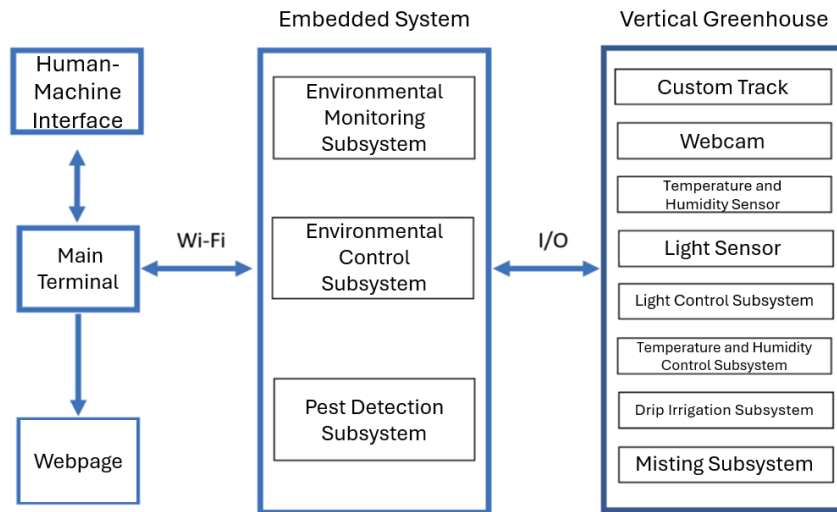 Embedded System
Vertical Greenhouse
Human-
Machine
Interface
Main
Terminal
Webpage
Wi-Fi
Environmental
Monitoring
Subsystem
Environmental
Control
Subsystem
Pest Detection
Subsystem
I/O
Custom Track
Webcam
Temperature and
Humidity Sensor
Light Sensor
Light Control Subsystem
Temperature and Humidity
Control Subsystem
Drip Irrigation Subsystem
Misting Subsystem